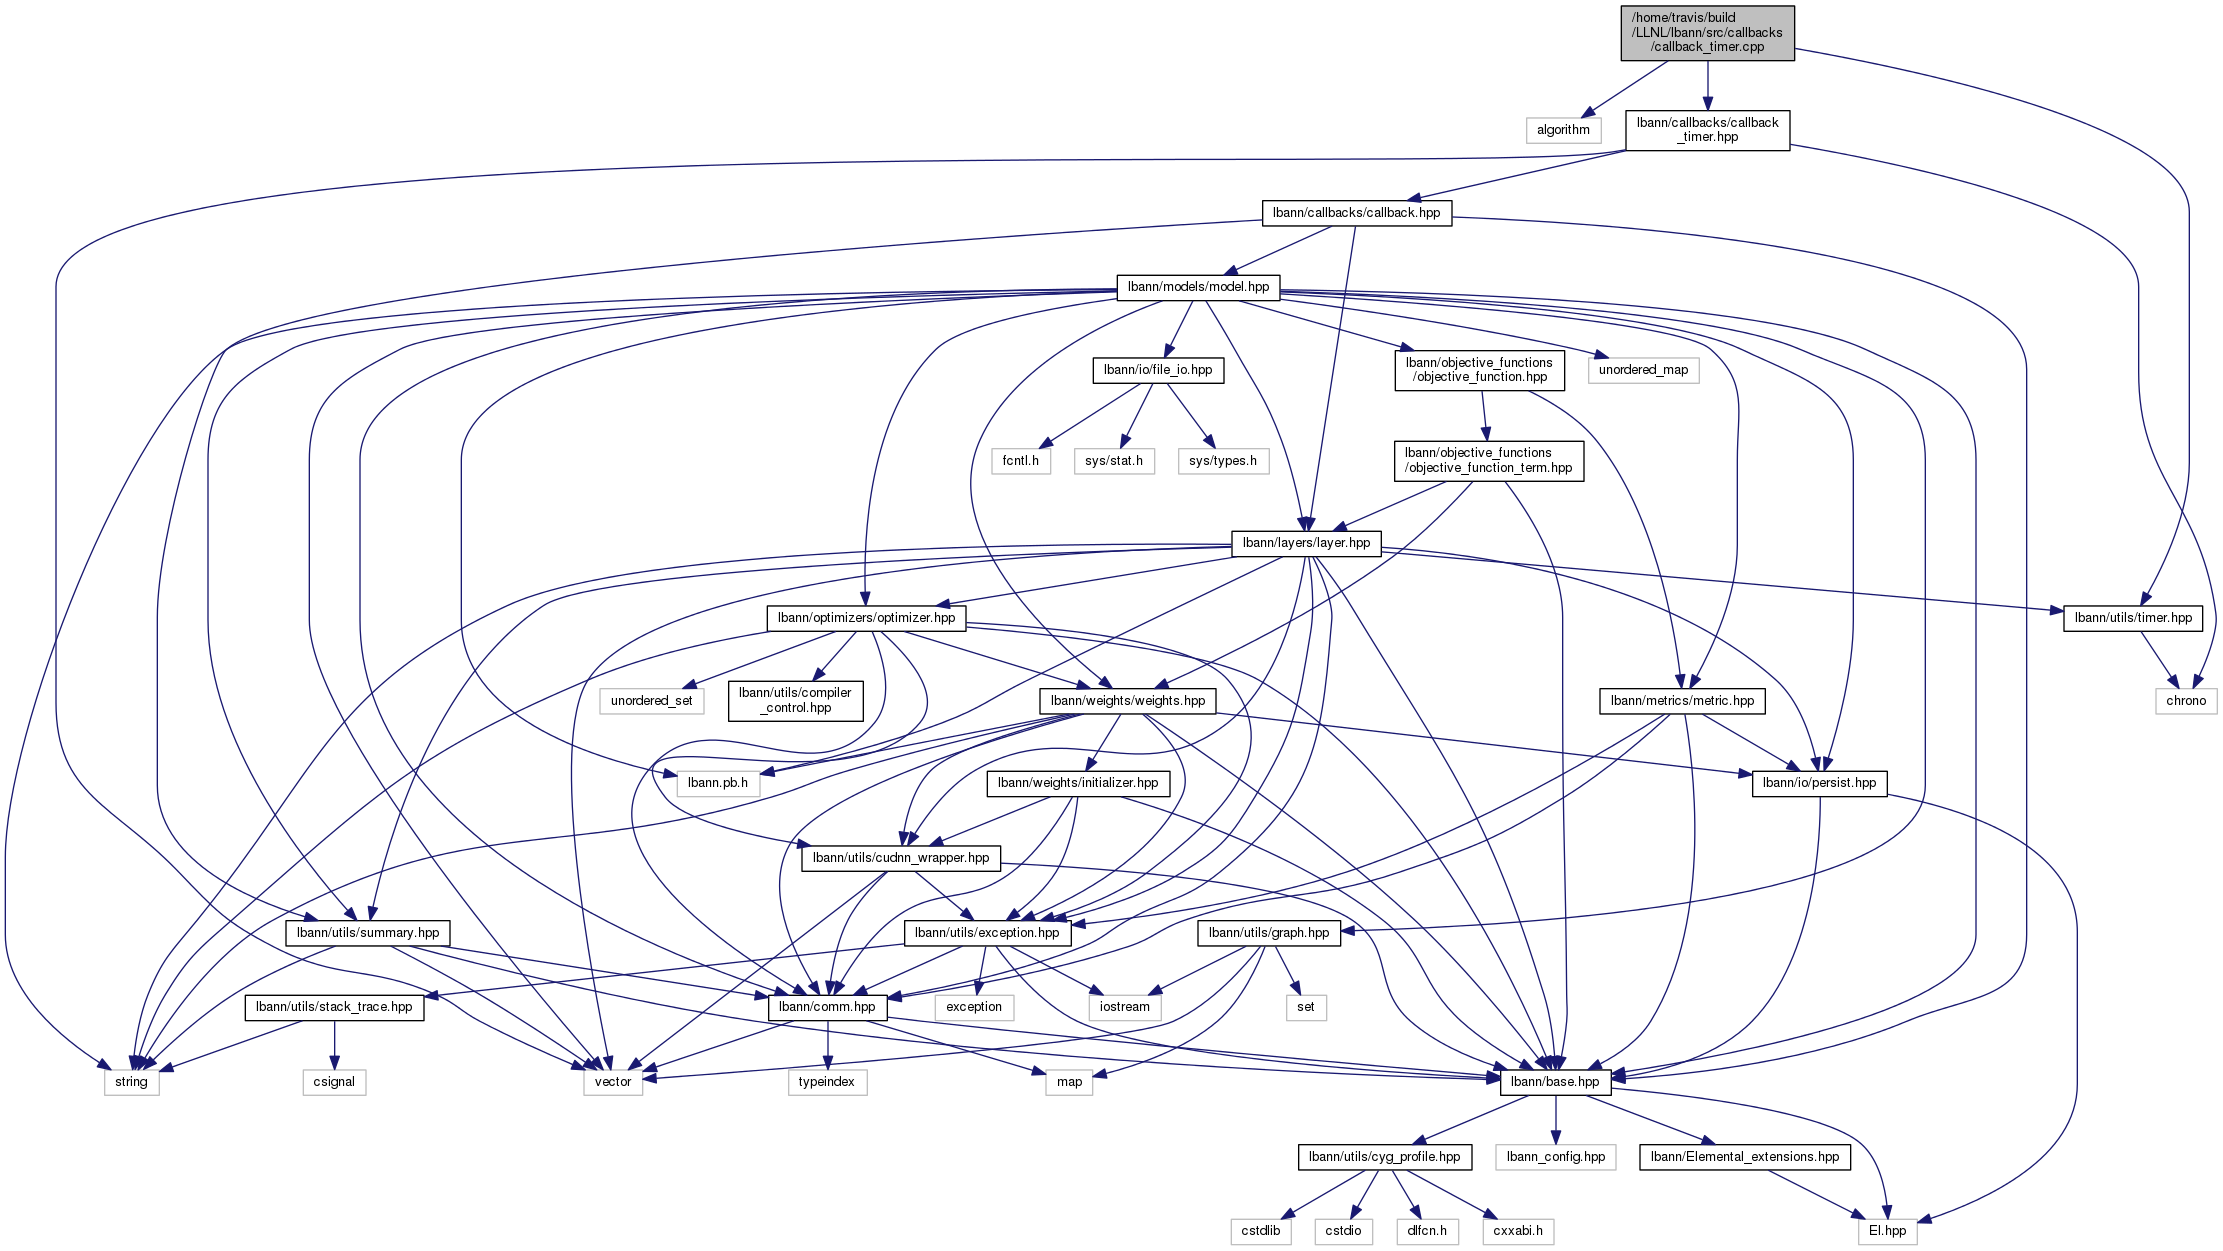 /home/travis/build
/LLNL/lbann/src/callbacks
/callback_timer.cpp
algorithm
lbann/callbacks/callback
_timer.hpp
lbann/callbacks/callback.hpp
lbann/models/model.hpp
lbann/io/file_io.hpp
lbann/objective_functions
/objective_function.hpp
unordered_map
fcntl.h
sys/stat.h
sys/types.h
lbann/objective_functions
/objective_function_term.hpp
lbann/layers/layer.hpp
lbann/optimizers/optimizer.hpp
lbann/utils/timer.hpp
unordered_set
lbann/utils/compiler
_control.hpp
lbann/weights/weights.hpp
lbann/metrics/metric.hpp
chrono
lbann.pb.h
lbann/weights/initializer.hpp
lbann/io/persist.hpp
lbann/utils/cudnn_wrapper.hpp
lbann/utils/summary.hpp
lbann/utils/exception.hpp
lbann/utils/graph.hpp
lbann/utils/stack_trace.hpp
lbann/comm.hpp
exception
iostream
set
string
csignal
vector
typeindex
map
lbann/base.hpp
lbann/utils/cyg_profile.hpp
lbann_config.hpp
lbann/Elemental_extensions.hpp
cstdlib
cstdio
dlfcn.h
cxxabi.h
El.hpp